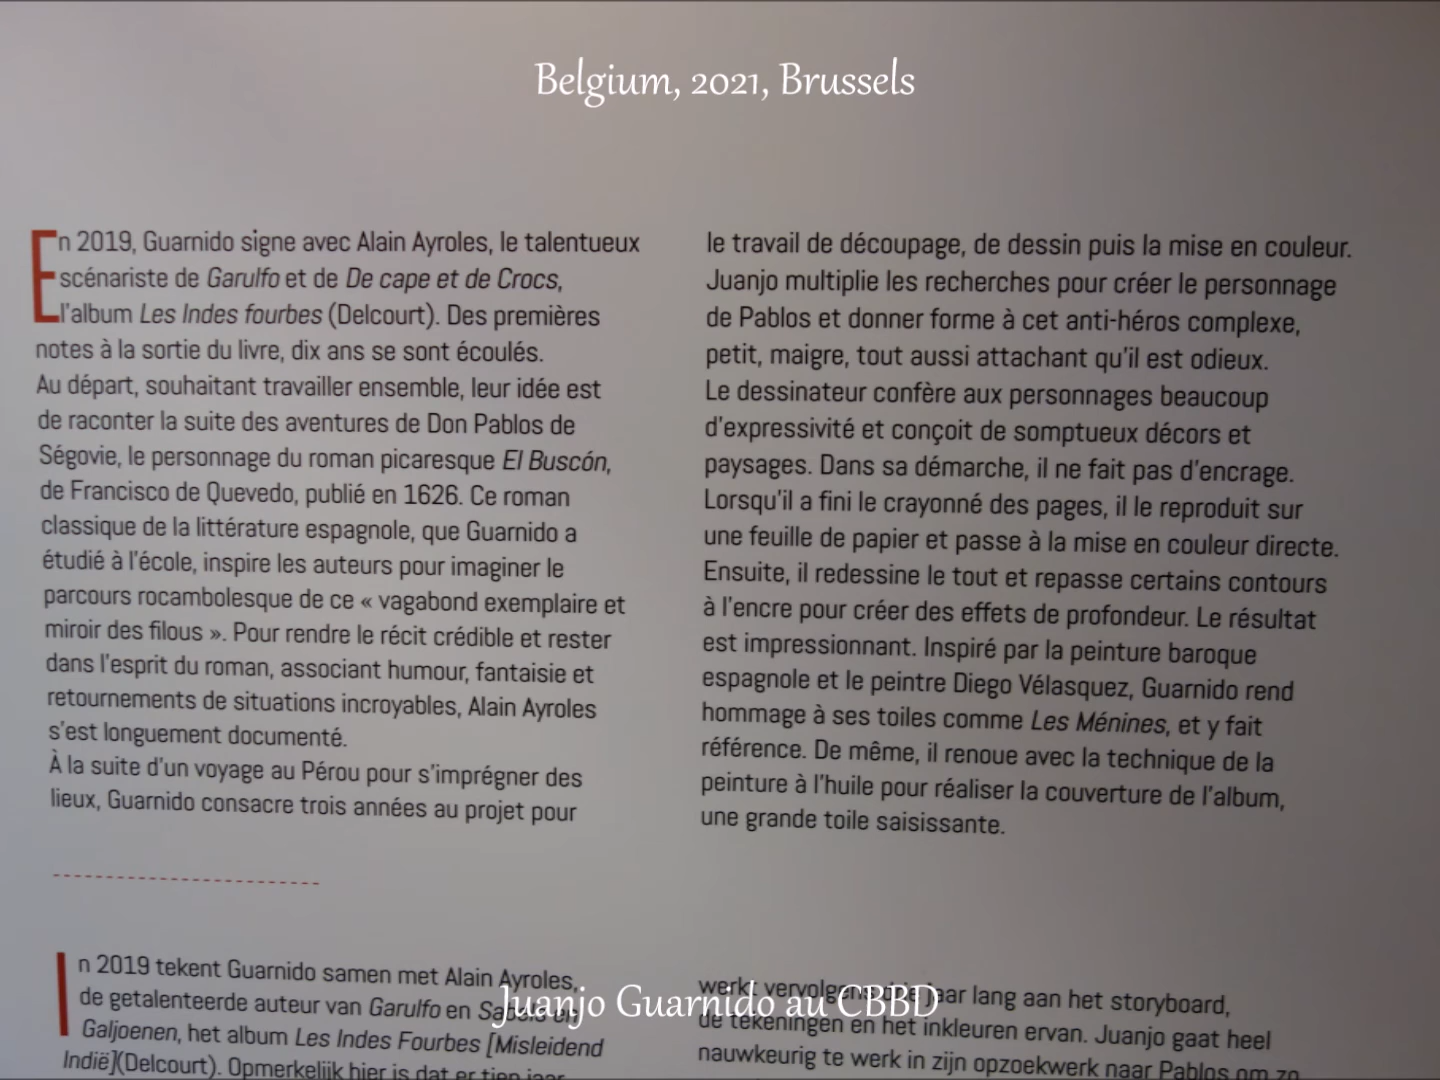 Belgium, 2021, Brussels
En 2019, Guarnido signe avec Alain Ayroles, le talentueux
scénariste de Garulfo et de De cape et de Crocs,
l'album Les Indes fourbes (Delcourt). Des premières
notes à la sortie du livre, dix ans se sont écoulés.
Au départ, souhaitant travailler ensemble, leur idée est
de raconter la suite des aventures de Don Pablos de
Ségovie, le personnage du roman picaresque El Buscón,
de Francisco de Quevedo, publié en 1626. Ce roman
classique de la littérature espagnole, que Guarnido a
étudié à l'école, inspire les auteurs pour imaginer le
parcours rocambolesque de ce « vagabond exemplaire et
miroir des filous ». Pour rendre le récit crédible et rester
dans l'esprit du roman, associant humour, fantaisie et
retournements de situations incroyables, Alain Ayroles
s'est longuement documenté.
À la suite d'un voyage au Pérou pour s'imprégner des
lieux, Guarnido consacre trois années au projet pour
le travail de découpage, de dessin puis la mise en couleur.
Juanjo multiplie les recherches pour créer le personnage
de Pablos et donner forme à cet anti-héros complexe,
petit, maigre, tout aussi attachant qu'il est odieux.
Le dessinateur confère aux personnages beaucoup
d'expressivité et conçoit de somptueux décors et
paysages. Dans sa démarche, il ne fait pas d'encrage.
Lorsqu'il a fini le crayonné des pages, il le reproduit sur
une feuille de papier et passe à la mise en couleur directe.
Ensuite, il redessine le tout et repasse certains contours
à l'encre pour créer des effets de profondeur. Le résultat
est impressionnant. Inspiré par la peinture baroque
espagnole et le peintre Diego Vélasquez, Guarnido rend
hommage à ses toiles comme Les Ménines, et y fait
référence. De même, il renoue avec la technique de la
peinture à l'huile pour réaliser la couverture de l'album,
une grande toile saisissante.
In 2019 tekent Guarnido samen met Alain Ayroles,
de getalenteerde auteur van Garulfo en Sabels en
Galjoenen, het album Les Indes Fourbes [Misleidend
Indië](Delcourt). Opmerkelijk hier is dat er tien jaar
werkt vervolgens drie jaar lang aan het storyboard,
de tekeningen en het inkleuren ervan. Juanjo gaat heel
nauwkeurig te werk in zijn opzoekwerk naar Pablos om zo
Juanjo Guarnido au CBBD